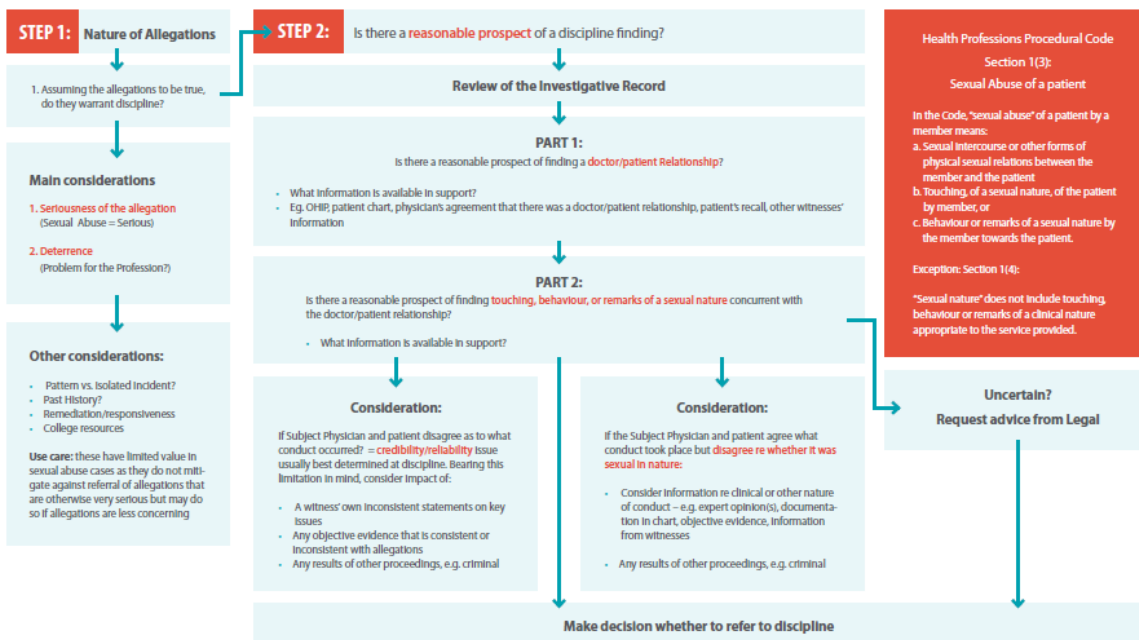 STEP 1: Nature of Allegations
1. Assuming the allegations to be true,
do they warrant discipline?
Main considerations
1. Seriousness of the allegation
(Sexual Abuse = Serious)
2. Deterrence
(Problem for the Profession?)
Other considerations:
• Pattern vs. Isolated Incident?
• Past History?
• Remediation/responsiveness
• College resources
Use care: these have limited value in
sexual abuse cases as they do not miti-
gate against referral of allegations that
are otherwise very serious but may do
so if allegations are less concerning
STEP 2: Is there a reasonable prospect of a discipline finding?
Review of the Investigative Record
PART 1:
Is there a reasonable prospect of finding a doctor/patient Relationship?
• What information is available in support?
• Eg. OHIP, patient chart, physician's agreement that there was a doctor/patient relationship, patient's recall, other witnesses'
information
PART 2:
Is there a reasonable prospect of finding touching, behaviour, or remarks of a sexual nature concurrent with
the doctor/patient relationship?
• What information is available in support?
Consideration:
If Subject Physician and patient disagree as to what
conduct occurred? = credibility/reliability issue
usually best determined at discipline. Bearing this
limitation in mind, consider impact of:
• A witness' own inconsistent statements on key
issues
• Any objective evidence that is consistent or
inconsistent with allegations
• Any results of other proceedings, e.g. criminal
Consideration:
If the Subject Physician and patient agree what
conduct took place but disagree re whether it was
sexual in nature:
• Consider information re clinical or other nature
of conduct – e.g. expert opinion(s), documenta-
tion in chart, objective evidence, information
from witnesses
• Any results of other proceedings, e.g. criminal
Health Professions Procedural Code
Section 1(3):
Sexual Abuse of a patient
In the Code, "sexual abuse" of a patient by a
member means:
a. Sexual intercourse or other forms of
physical sexual relations between the
member and the patient
b. Touching, of a sexual nature, of the patient
by member, or
c. Behaviour or remarks of a sexual nature by
the member towards the patient.
Exception: Section 1(4):
"Sexual nature" does not include touching,
behaviour or remarks of a clinical nature
appropriate to the service provided.
Uncertain?
Request advice from Legal
Make decision whether to refer to discipline